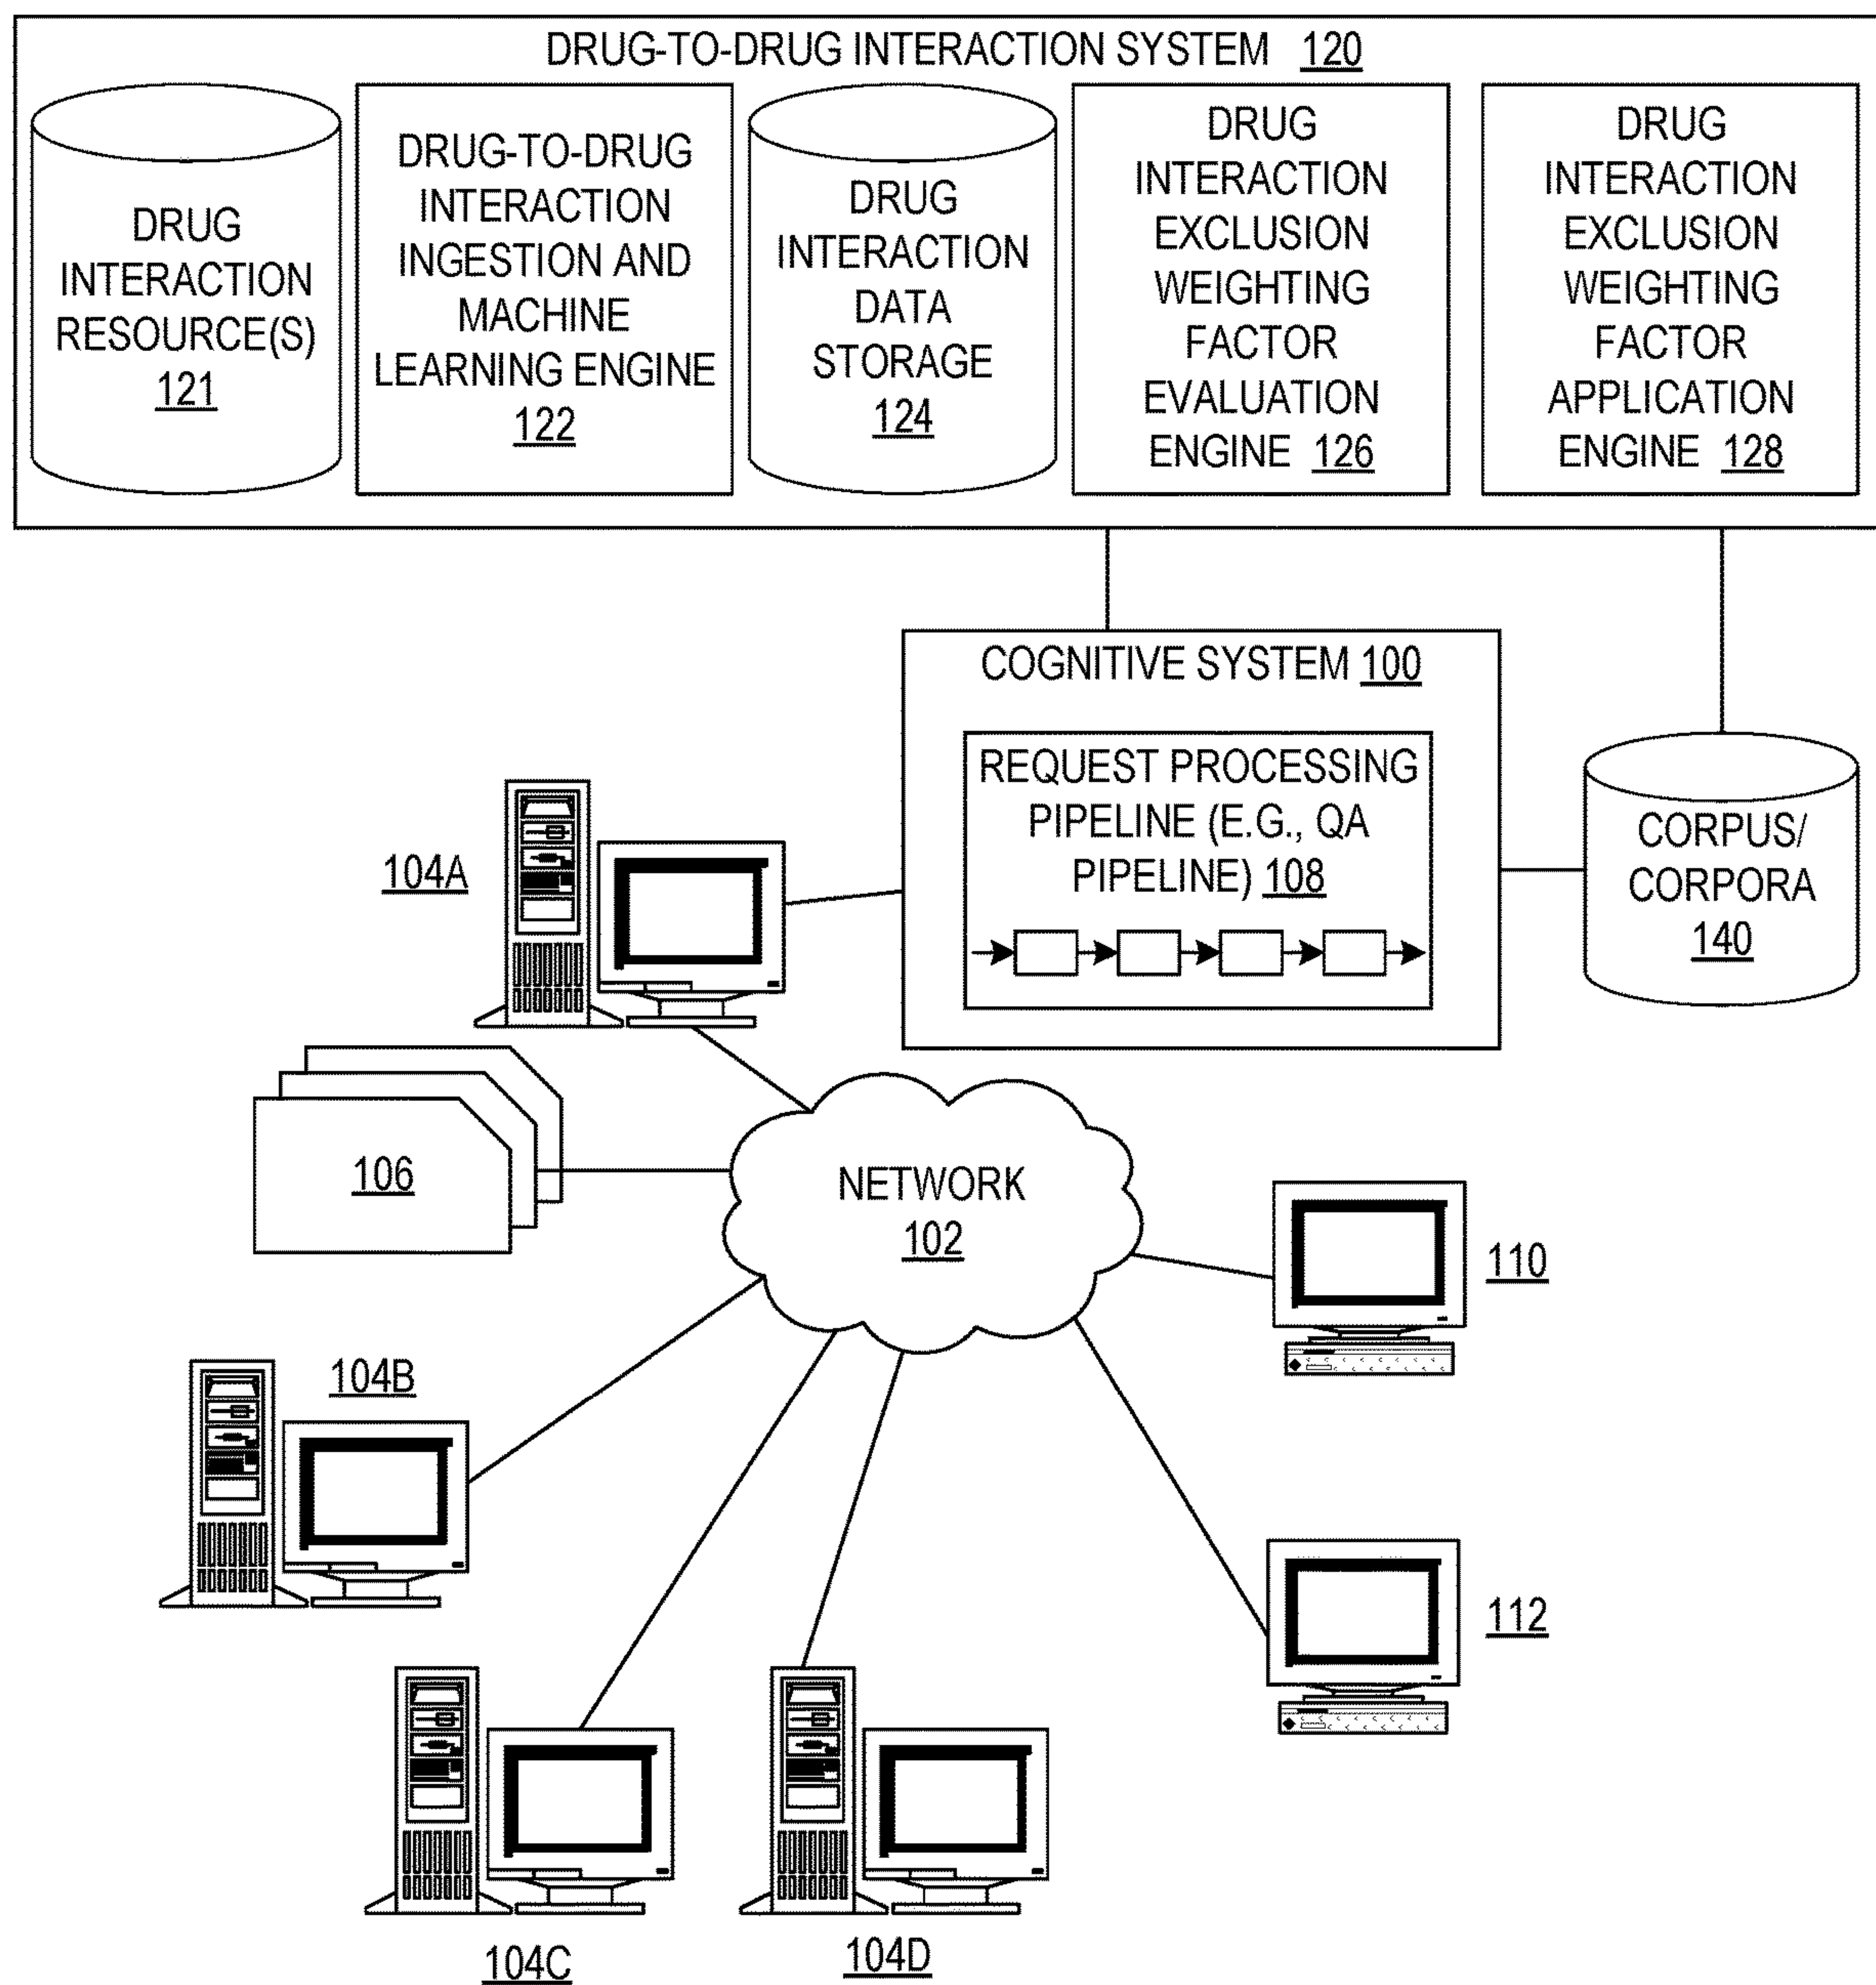 DRUG-TO-DRUG INTERACTION SYSTEM 120
DRUG
INTERACTION
RESOURCE(S)
121
DRUG-TO-DRUG
INTERACTION
INGESTION AND
MACHINE
LEARNING ENGINE
122
DRUG
INTERACTION
DATA
STORAGE
124
DRUG
INTERACTION
EXCLUSION
WEIGHTING
FACTOR
EVALUATION
ENGINE 126
DRUG
INTERACTION
EXCLUSION
WEIGHTING
FACTOR
APPLICATION
ENGINE 128
COGNITIVE SYSTEM 100
REQUEST PROCESSING
PIPELINE (E.G., QA
PIPELINE) 108
CORPUS/
CORPORA
140
104A
106
NETWORK
102
110
104B
112
104C
104D